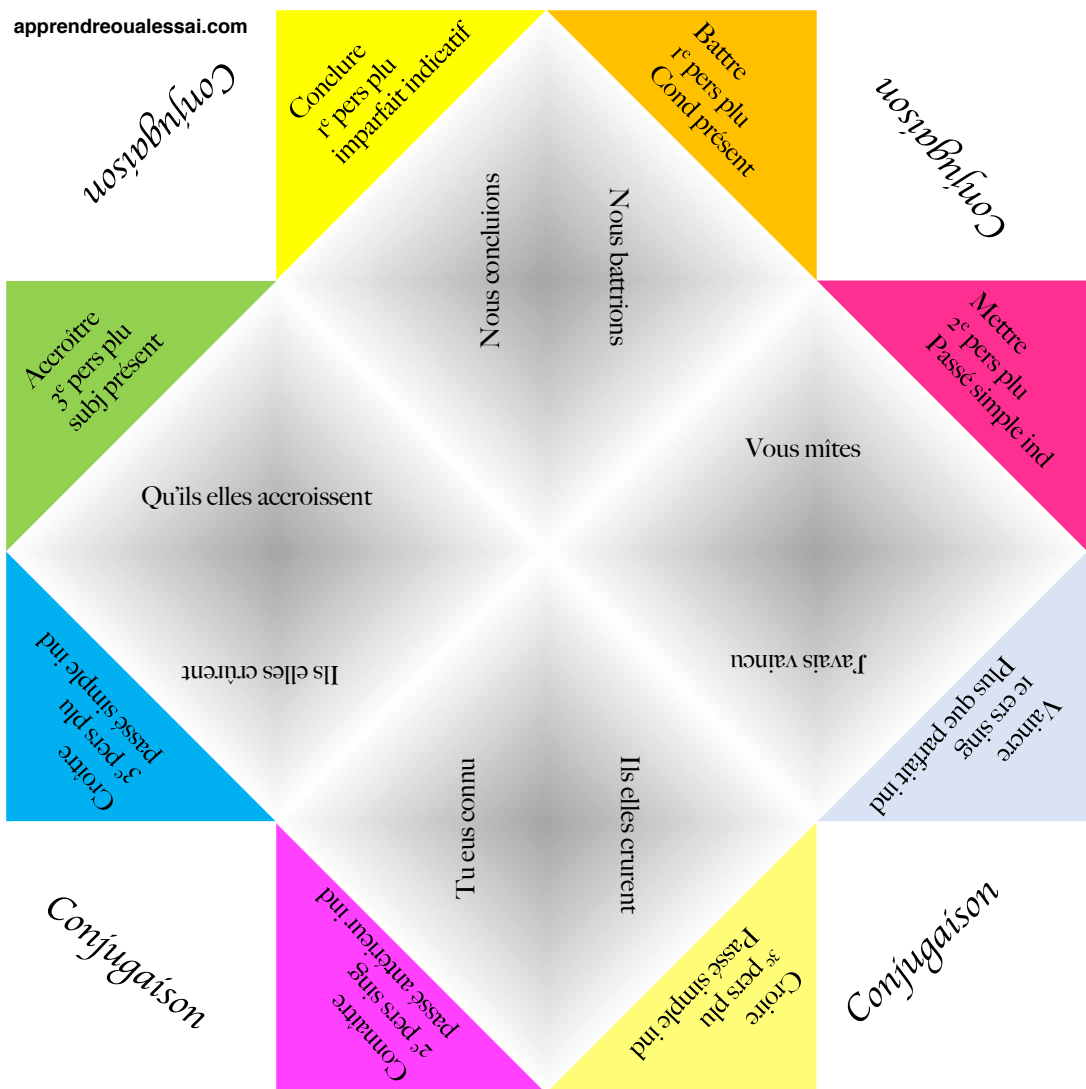 apprendreoualessai.com
Conjugaison
Conclure
1e pers plu
imparfait indicatif
Battre
1e pers plu
Cond présent
Conjugaison
Nous concluions
Nous battrions
Accroître
3e pers plu
subj présent
Mettre
2e pers plu
Passé simple ind
Qu'ils elles accroissent
Vous mîtes
Ils elles crûrent
J'avais vaincu
Croître
3e pers plu
passé simple ind
Vaincre
1e ers sing
Plus que parfait ind
Tu eus connu
Ils elles crurent
Conjugaison
Connaître
2e pers sing
passé antérieur ind
Croire
3e pers plu
Passé simple ind
Conjugaison